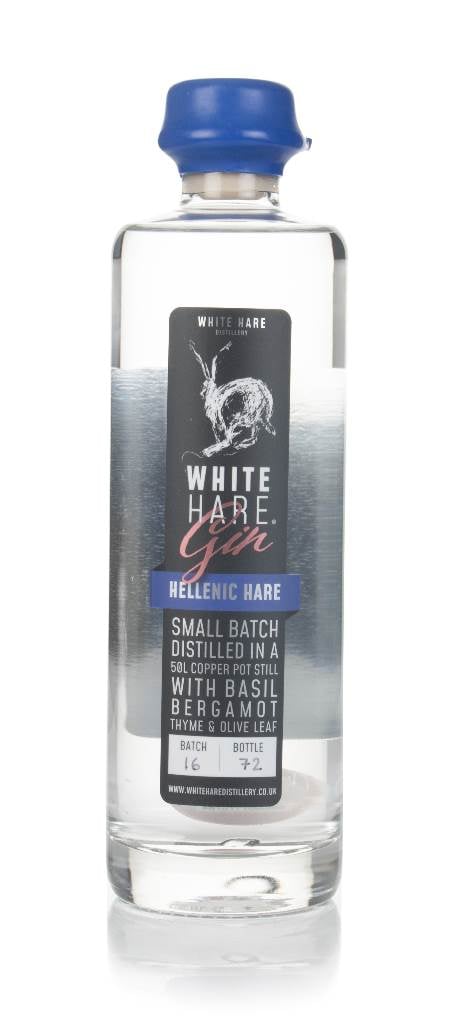 WHITE HARE
DISTILLERY
WHITE
HARE®
Gin
HELLENIC HARE
SMALL BATCH
DISTILLED IN A
50L COPPER POT STILL
WITH BASIL
BERGAMOT
THYME & OLIVE LEAF
BATCH BOTTLE
16 72
WWW.WHITEHAREDISTILLERY.CO.UK